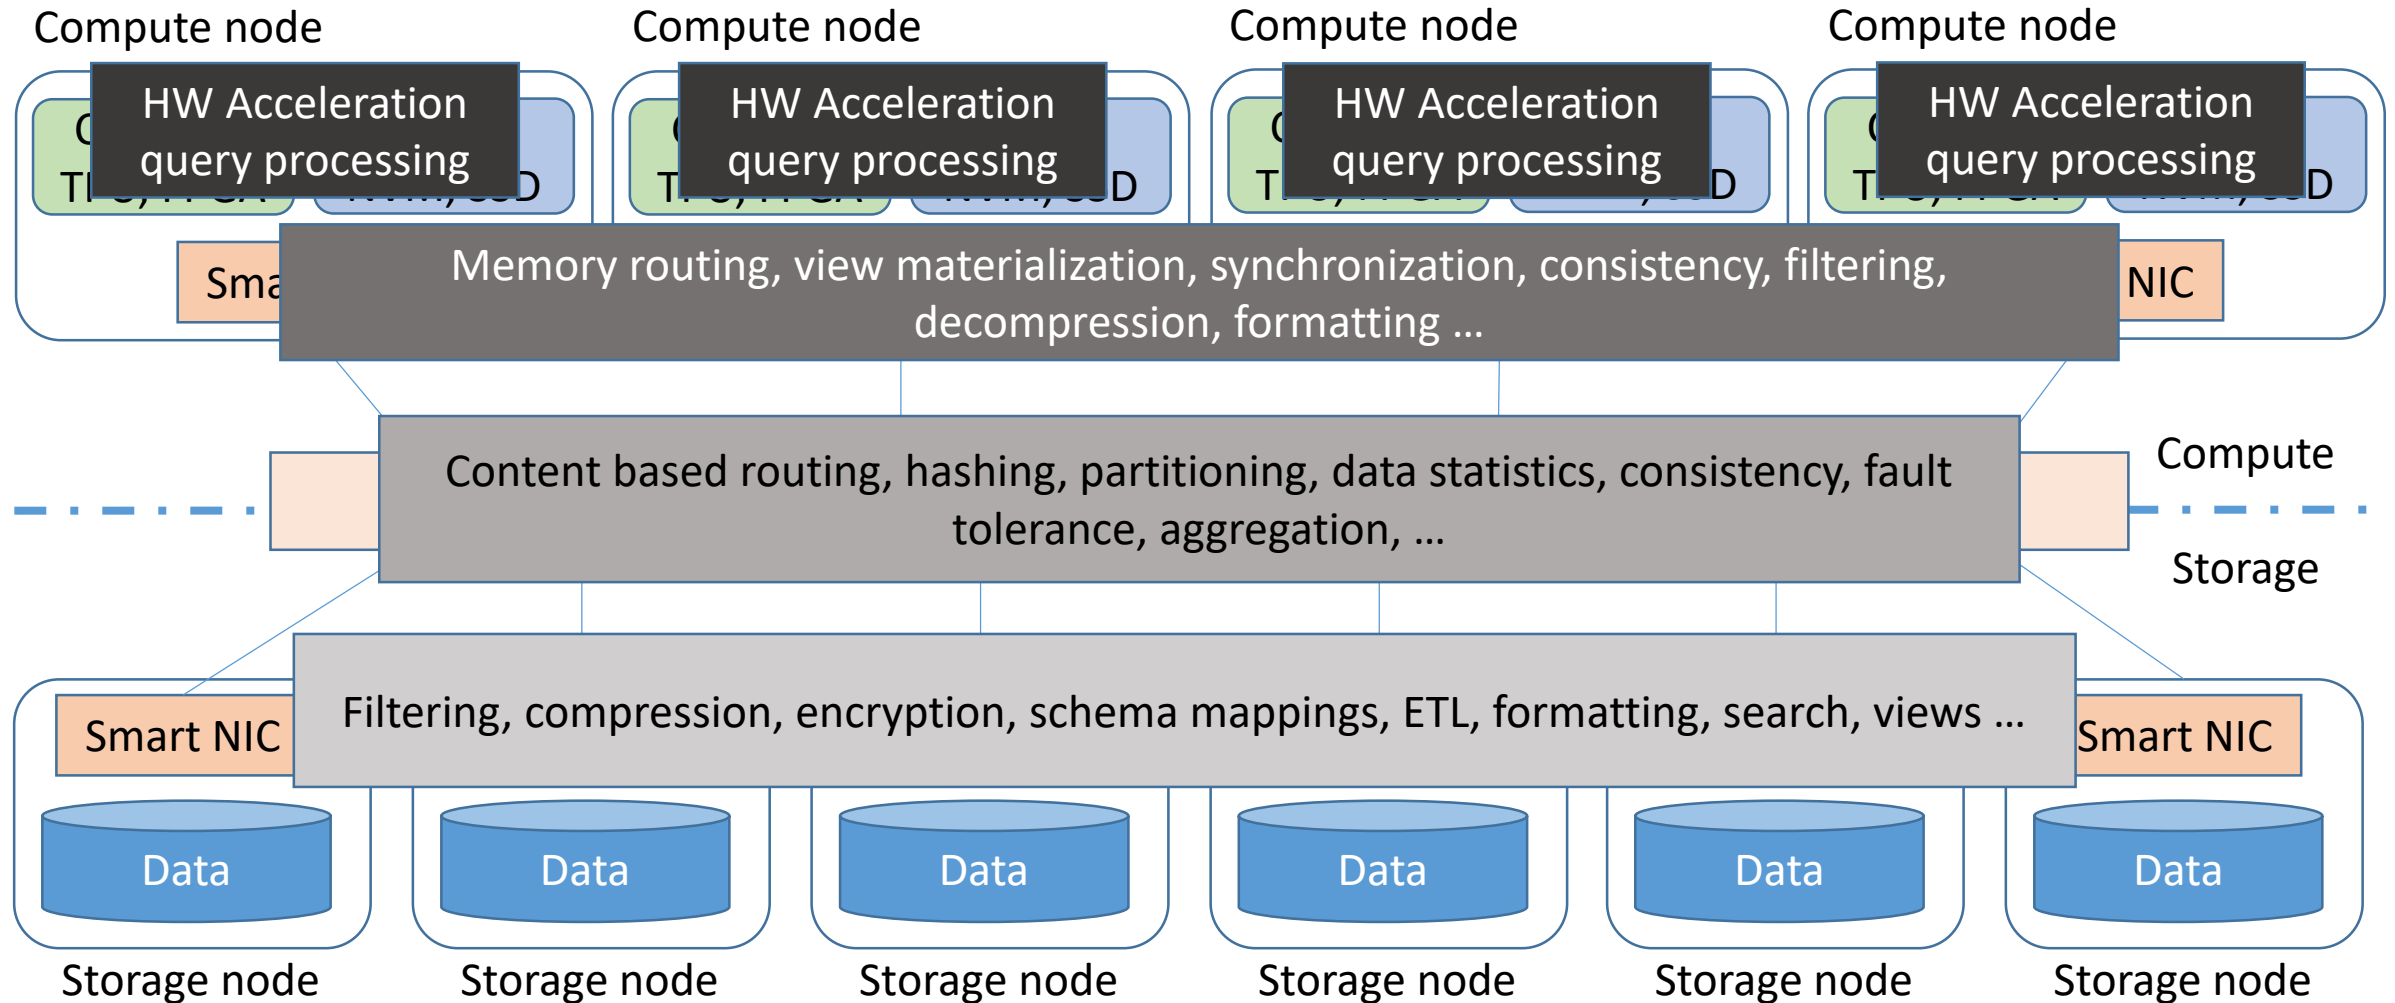 Compute node
Compute node
Compute node
Compute node
HW Acceleration
query processing
HW Acceleration
query processing
HW Acceleration
query processing
HW Acceleration
query processing
Memory routing, view materialization, synchronization, consistency, filtering,
decompression, formatting ...
NIC
Content based routing, hashing, partitioning, data statistics, consistency, fault
tolerance, aggregation, ...
Compute
Storage
Smart NIC
Filtering, compression, encryption, schema mappings, ETL, formatting, search, views ...
Smart NIC
Data
Data
Data
Data
Data
Data
Storage node
Storage node
Storage node
Storage node
Storage node
Storage node